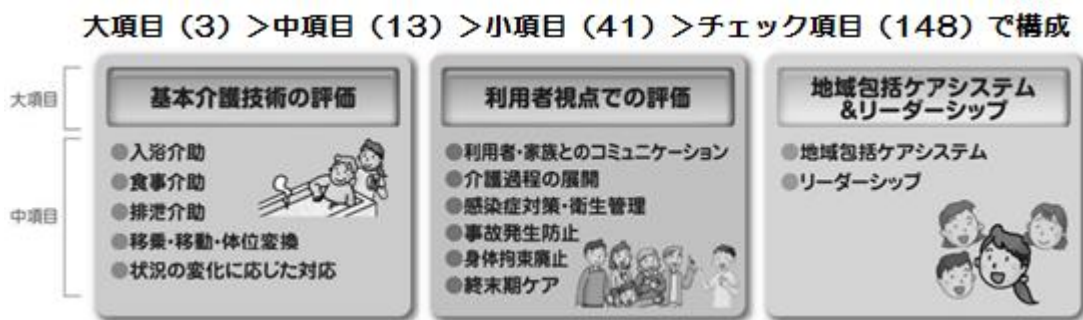 大項目（3）＞中項目（13）＞小項目（41）＞チェック項目（148）で構成
大項目
基本介護技術の評価
利用者視点での評価
地域包括ケアシステム
&リーダーシップ
中項目
●入浴介助
●食事介助
●排泄介助
●移乗・移動・体位変換
●状況の変化に応じた対応
●利用者・家族とのコミュニケーション
●介護過程の展開
●感染症対策・衛生管理
●事故発生防止
●身体拘束廃止
●終末期ケア
●地域包括ケアシステム
●リーダーシップ